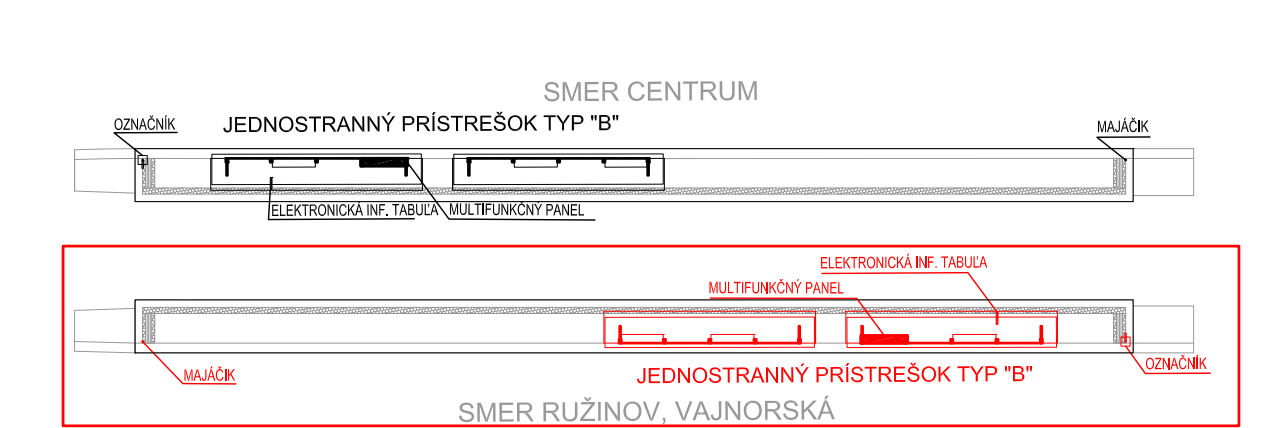 SMER CENTRUM
OZNAČNÍK
JEDNOSTRANNÝ PRÍSTREŠOK TYP "B"
MAJÁČIK
ELEKTRONICKÁ INF. TABUĽA
MULTIFUNKČNÝ PANEL
ELEKTRONICKÁ INF. TABUĽA
MULTIFUNKČNÝ PANEL
MAJÁČIK
JEDNOSTRANNÝ PRÍSTREŠOK TYP "B"
OZNAČNÍK
SMER RUŽINOV, VAJNORSKÁ